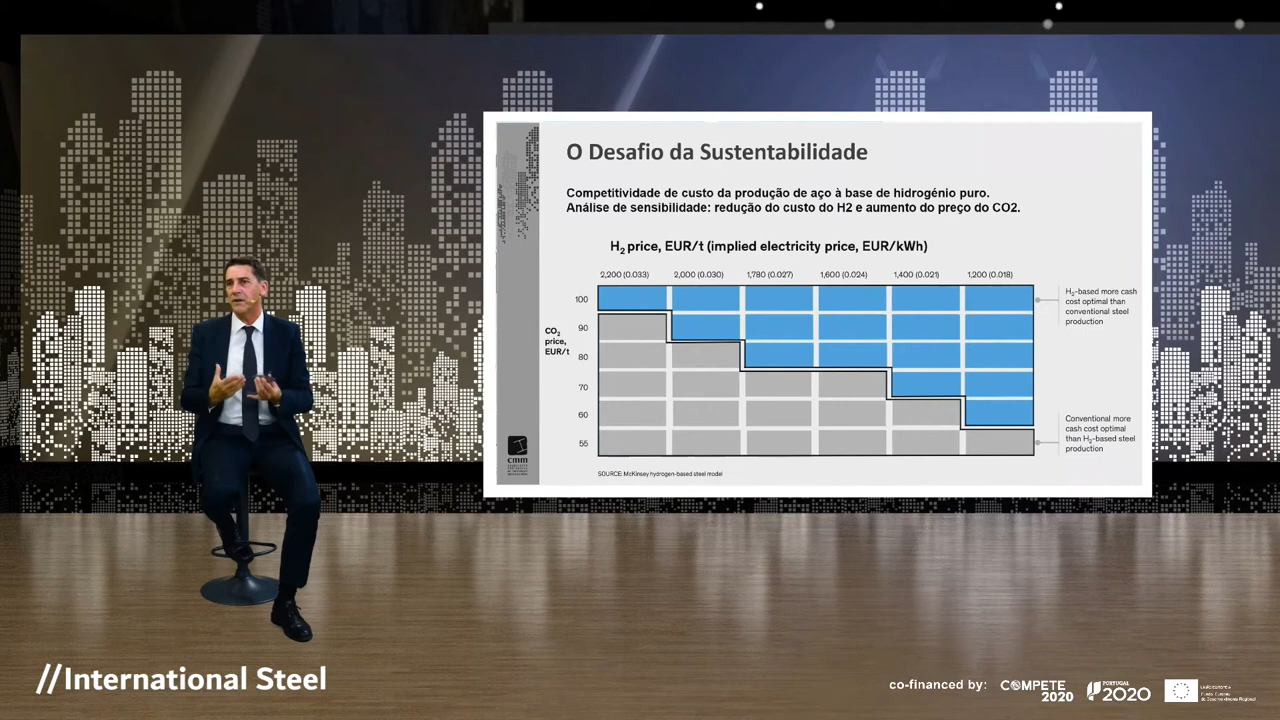 O Desafio da Sustentabilidade
Competitividade de custo da produção de aço à base de hidrogénio puro.
Análise de sensibilidade: redução do custo do H2 e aumento do preço do CO2.
H₂ price, EUR/t (implied electricity price, EUR/kWh)
2,200 (0.033) 2,000 (0.030) 1,780 (0.027) 1,600 (0.024) 1,400 (0.021) 1,200 (0.018)
CO₂
price,
EUR/t
100
90
80
70
60
55
H₂-based more cash
cost optimal than
conventional steel
production
Conventional more
cash cost optimal
than H₂-based steel
production
SOURCE: McKinsey hydrogen-based steel model
cmm
//International Steel
co-financed by:
COMPETE
2020
PORTUGAL
2020